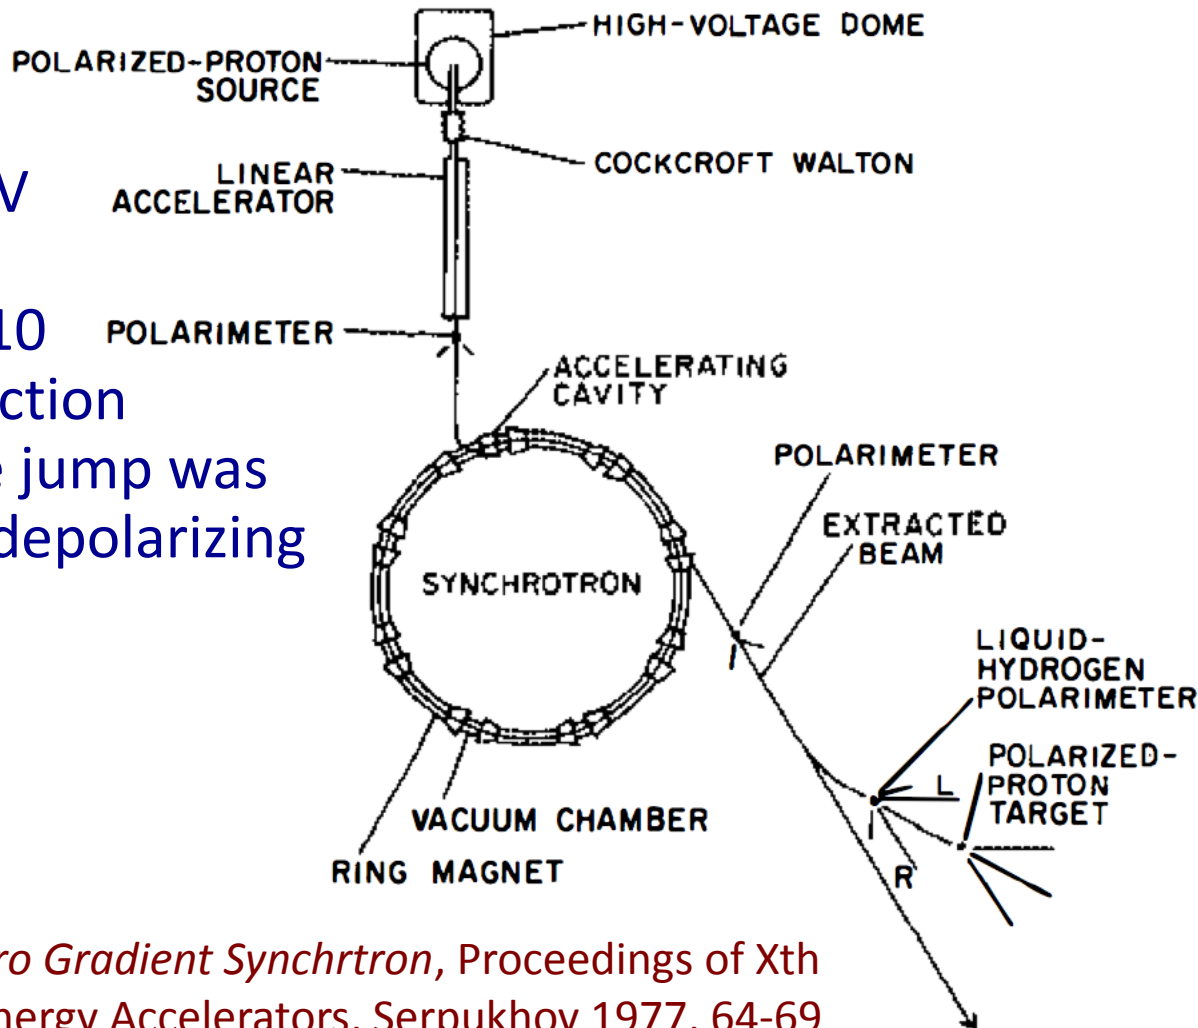 HIGH-VOLTAGE DOME
POLARIZED-PROTON
SOURCE
COCKCROFT WALTON
LINEAR
ACCELERATOR
V
10
POLARIMETER
ction
e jump was
depolarizing
ACCELERATING
CAVITY
POLARIMETER
EXTRACTED
BEAM
SYNCHROTRON
LIQUID-
HYDROGEN
POLARIMETER
POLARIZED-
PROTON
TARGET
L
R
VACUUM CHAMBER
RING MAGNET
ro Gradient Synchrtron, Proceedings of Xth
nergy Accelerators, Serpukhov 1977, 64-69